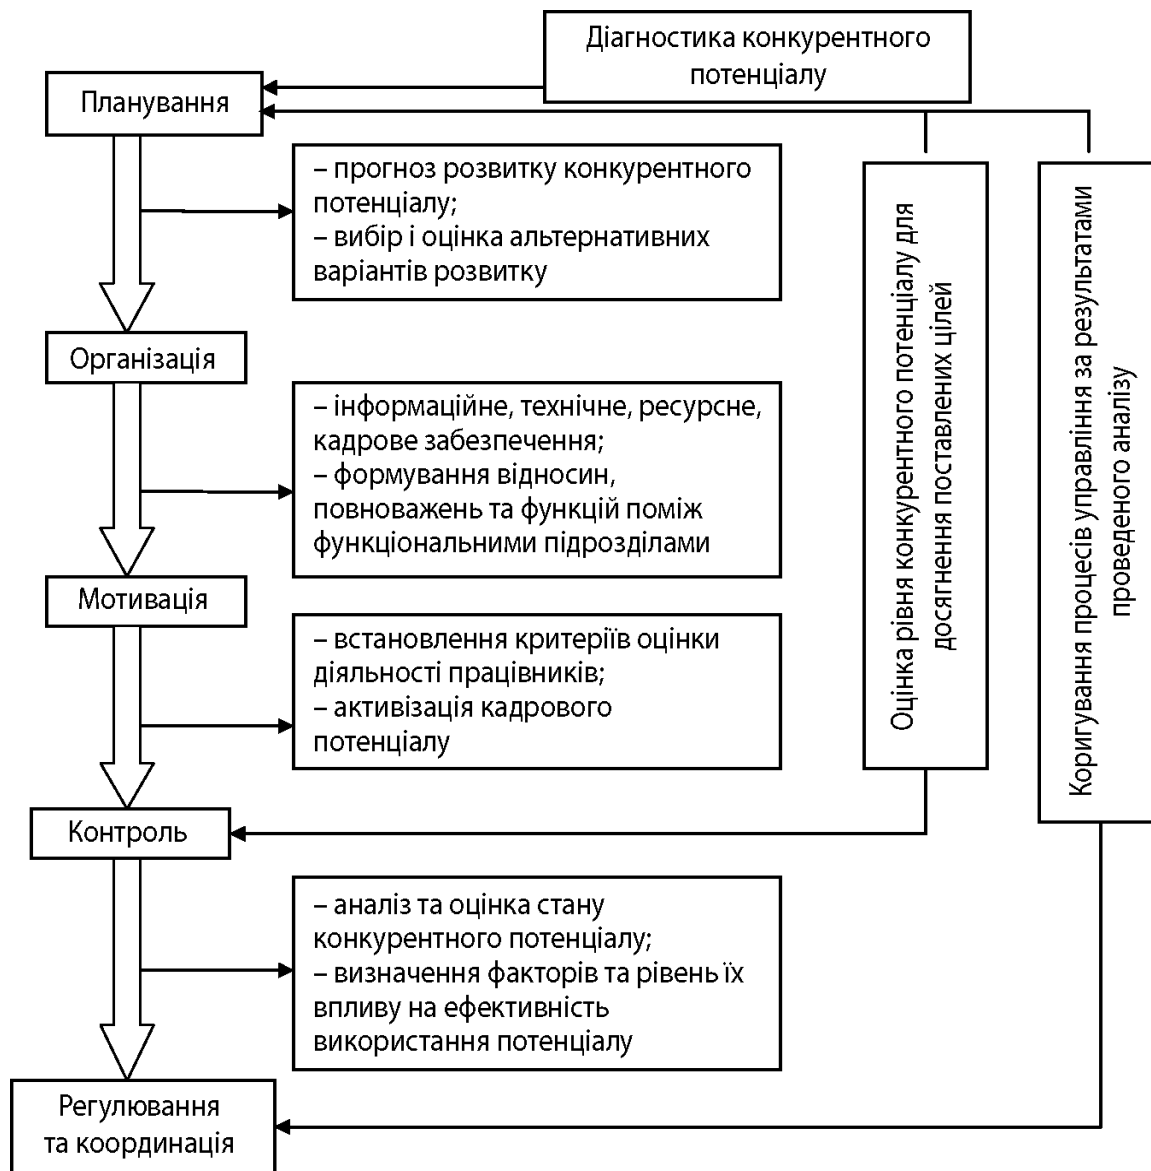 Діагностика конкурентного
потенціалу
Планування
– прогноз розвитку конкурентного
потенціалу;
– вибір і оцінка альтернативних
варіантів розвитку
Організація
– інформаційне, технічне, ресурсне,
кадрове забезпечення;
– формування відносин,
повноважень та функцій поміж
функціональними підрозділами
Мотивація
– встановлення критеріїв оцінки
діяльності працівників;
– активізація кадрового
потенціалу
Контроль
– аналіз та оцінка стану
конкурентного потенціалу;
– визначення факторів та рівень їх
впливу на ефективність
використання потенціалу
Регулювання
та координація
Оцінка рівня конкурентного потенціалу для
досягнення поставлених цілей
Коригування процесів управління за результатами
проведеного аналізу